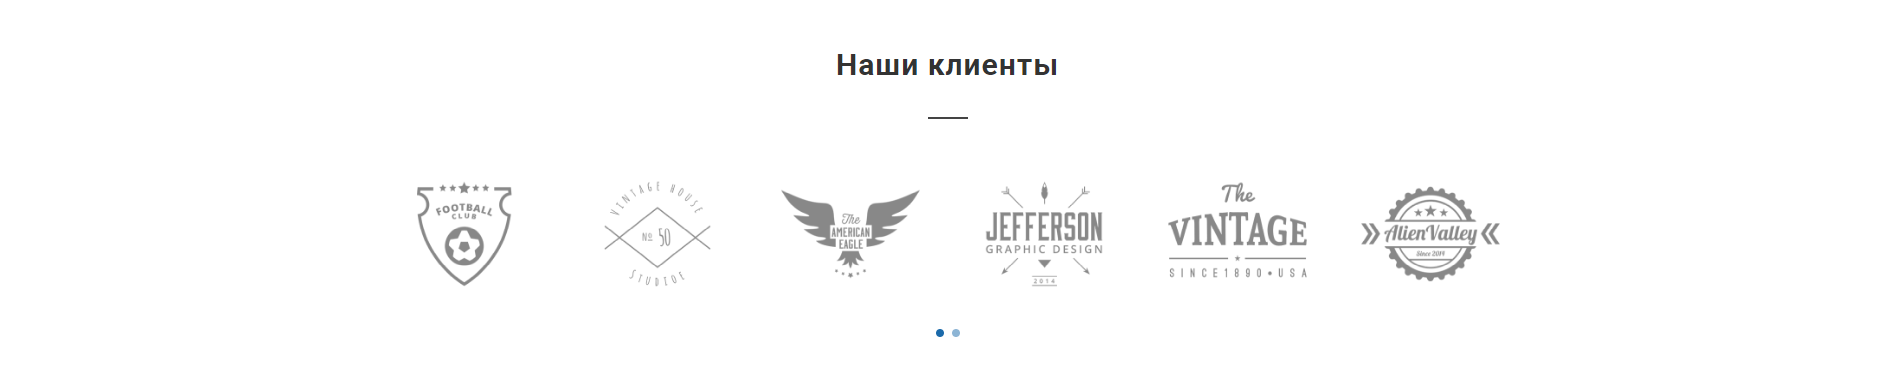 Наши клиенты
FOOTBALL
CLUB
VINTAGE HOUSE
№ 50
STUDIOE
The
AMERICAN
EAGLE
JEFFERSON
GRAPHIC DESIGN
2014
The
VINTAGE
SINCE 1890 • USA
AlienValley
Since 2014